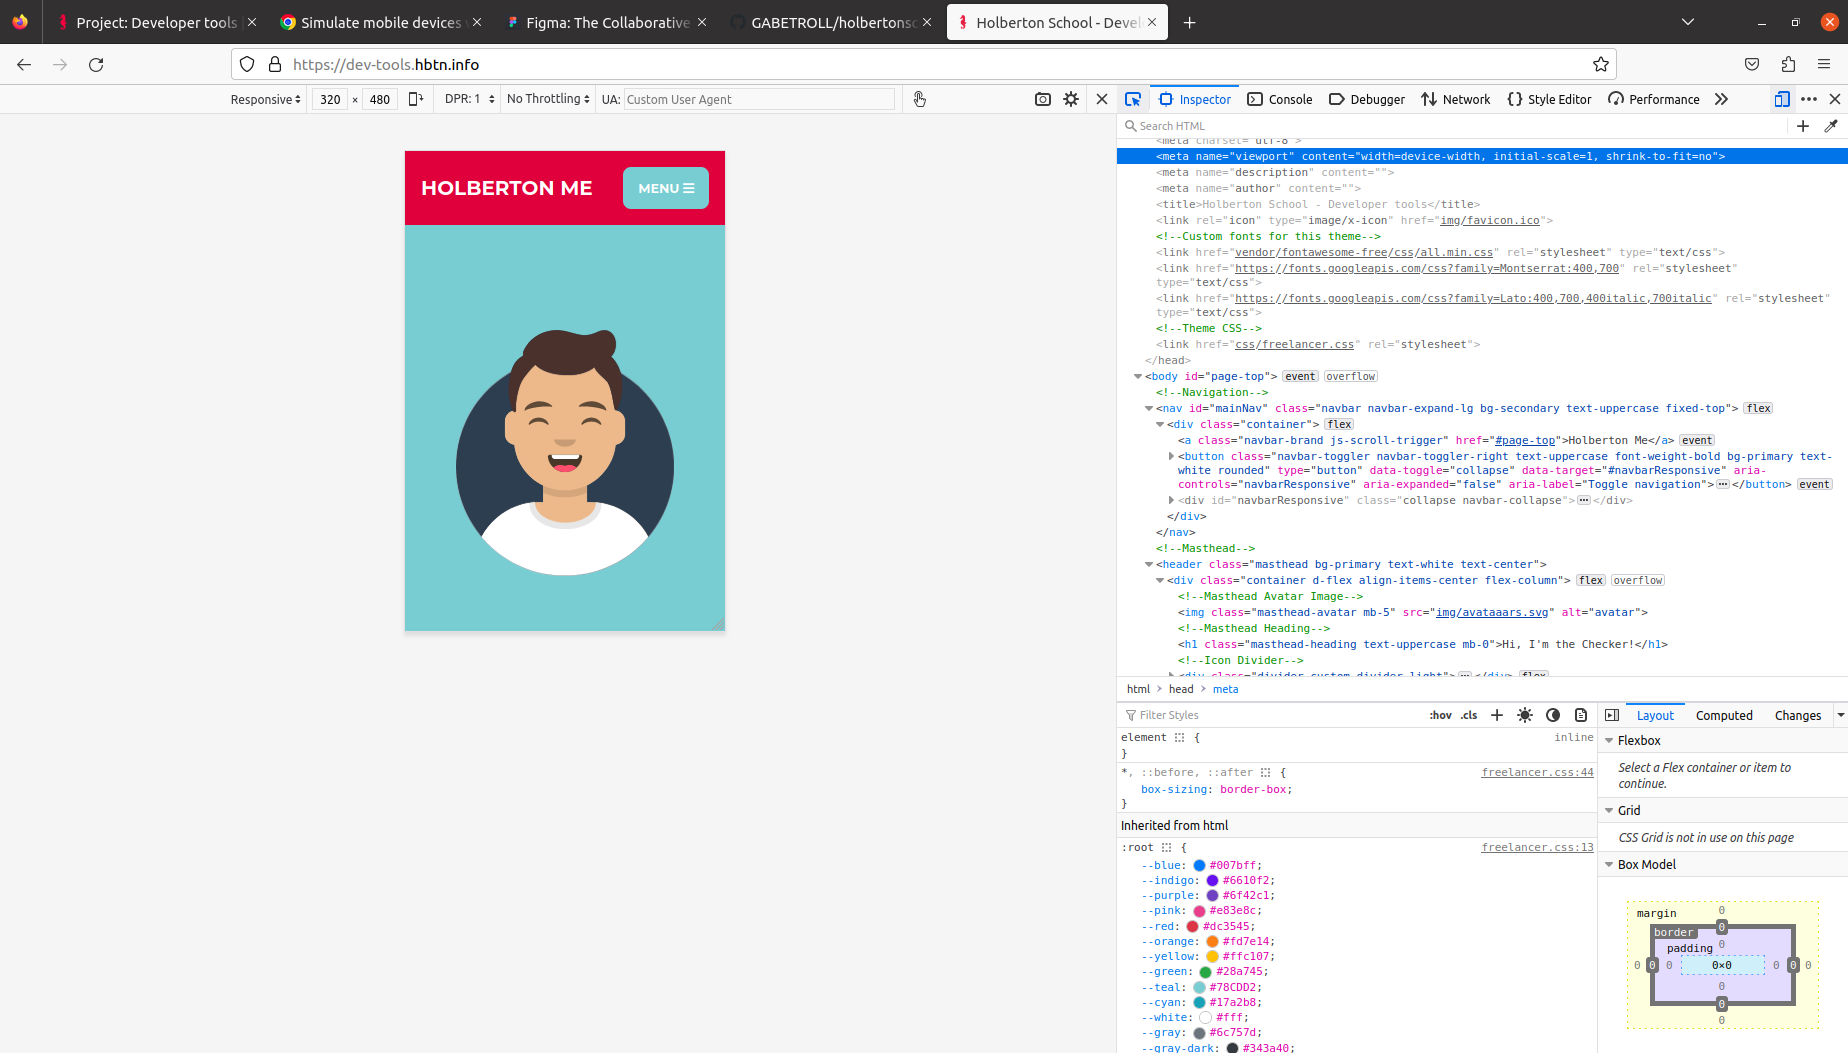 Project: Developer tools
Simulate mobile devices
Figma: The Collaborative
GABETROLL/holbertonsc
Holberton School - Devel
https://dev-tools.hbtn.info
Responsive
320 × 480
DPR: 1
No Throttling
UA: Custom User Agent
Inspector
Console
Debugger
Network
Style Editor
Performance
HOLBERTON ME
MENU
Search HTML
<meta charset="utf-8">
<meta name="viewport" content="width=device-width, initial-scale=1, shrink-to-fit=no">
<meta name="description" content="">
<meta name="author" content="">
<title>Holberton School - Developer tools</title>
<link rel="icon" type="image/x-icon" href="img/favicon.ico">
<!--Custom fonts for this theme-->
<link href="vendor/fontawesome-free/css/all.min.css" rel="stylesheet" type="text/css">
<link href="https://fonts.googleapis.com/css?family=Montserrat:400,700" rel="stylesheet"
type="text/css">
<link href="https://fonts.googleapis.com/css?family=Lato:400,700,400italic,700italic" rel="stylesheet"
type="text/css">
<!--Theme CSS-->
<link href="css/freelancer.css" rel="stylesheet">
</head>
<body id="page-top"> event overflow
<!--Navigation-->
<nav id="mainNav" class="navbar navbar-expand-lg bg-secondary text-uppercase fixed-top"> flex
<div class="container"> flex
<a class="navbar-brand js-scroll-trigger" href="#page-top">Holberton Me</a> event
<button class="navbar-toggler navbar-toggler-right text-uppercase font-weight-bold bg-primary text-
white rounded" type="button" data-toggle="collapse" data-target="#navbarResponsive" aria-
controls="navbarResponsive" aria-expanded="false" aria-label="Toggle navigation">…</button> event
<div id="navbarResponsive" class="collapse navbar-collapse">…</div>
</div>
</nav>
<!--Masthead-->
<header class="masthead bg-primary text-white text-center">
<div class="container d-flex align-items-center flex-column"> flex overflow
<!--Masthead Avatar Image-->
<img class="masthead-avatar mb-5" src="img/avataaars.svg" alt="avatar">
<!--Masthead Heading-->
<h1 class="masthead-heading text-uppercase mb-0">Hi, I'm the Checker!</h1>
<!--Icon Divider-->
<div class="divider-custom divider-light">…</div> flex
html > head > meta
Filter Styles
:hov .cls
element {
inline
}
*, ::before, ::after {
freelancer.css:44
box-sizing: border-box;
}
Inherited from html
:root {
freelancer.css:13
--blue: #007bff;
--indigo: #6610f2;
--purple: #6f42c1;
--pink: #e83e8c;
--red: #dc3545;
--orange: #fd7e14;
--yellow: #ffc107;
--green: #28a745;
--teal: #78CDD2;
--cyan: #17a2b8;
--white: #fff;
--gray: #6c757d;
--gray-dark: #343a40;
Layout
Computed
Changes
Flexbox
Select a Flex container or item to
continue.
Grid
CSS Grid is not in use on this page
Box Model
margin 0
border 0
padding 0
0 0 0 0×0 0 0 0
0
0
0